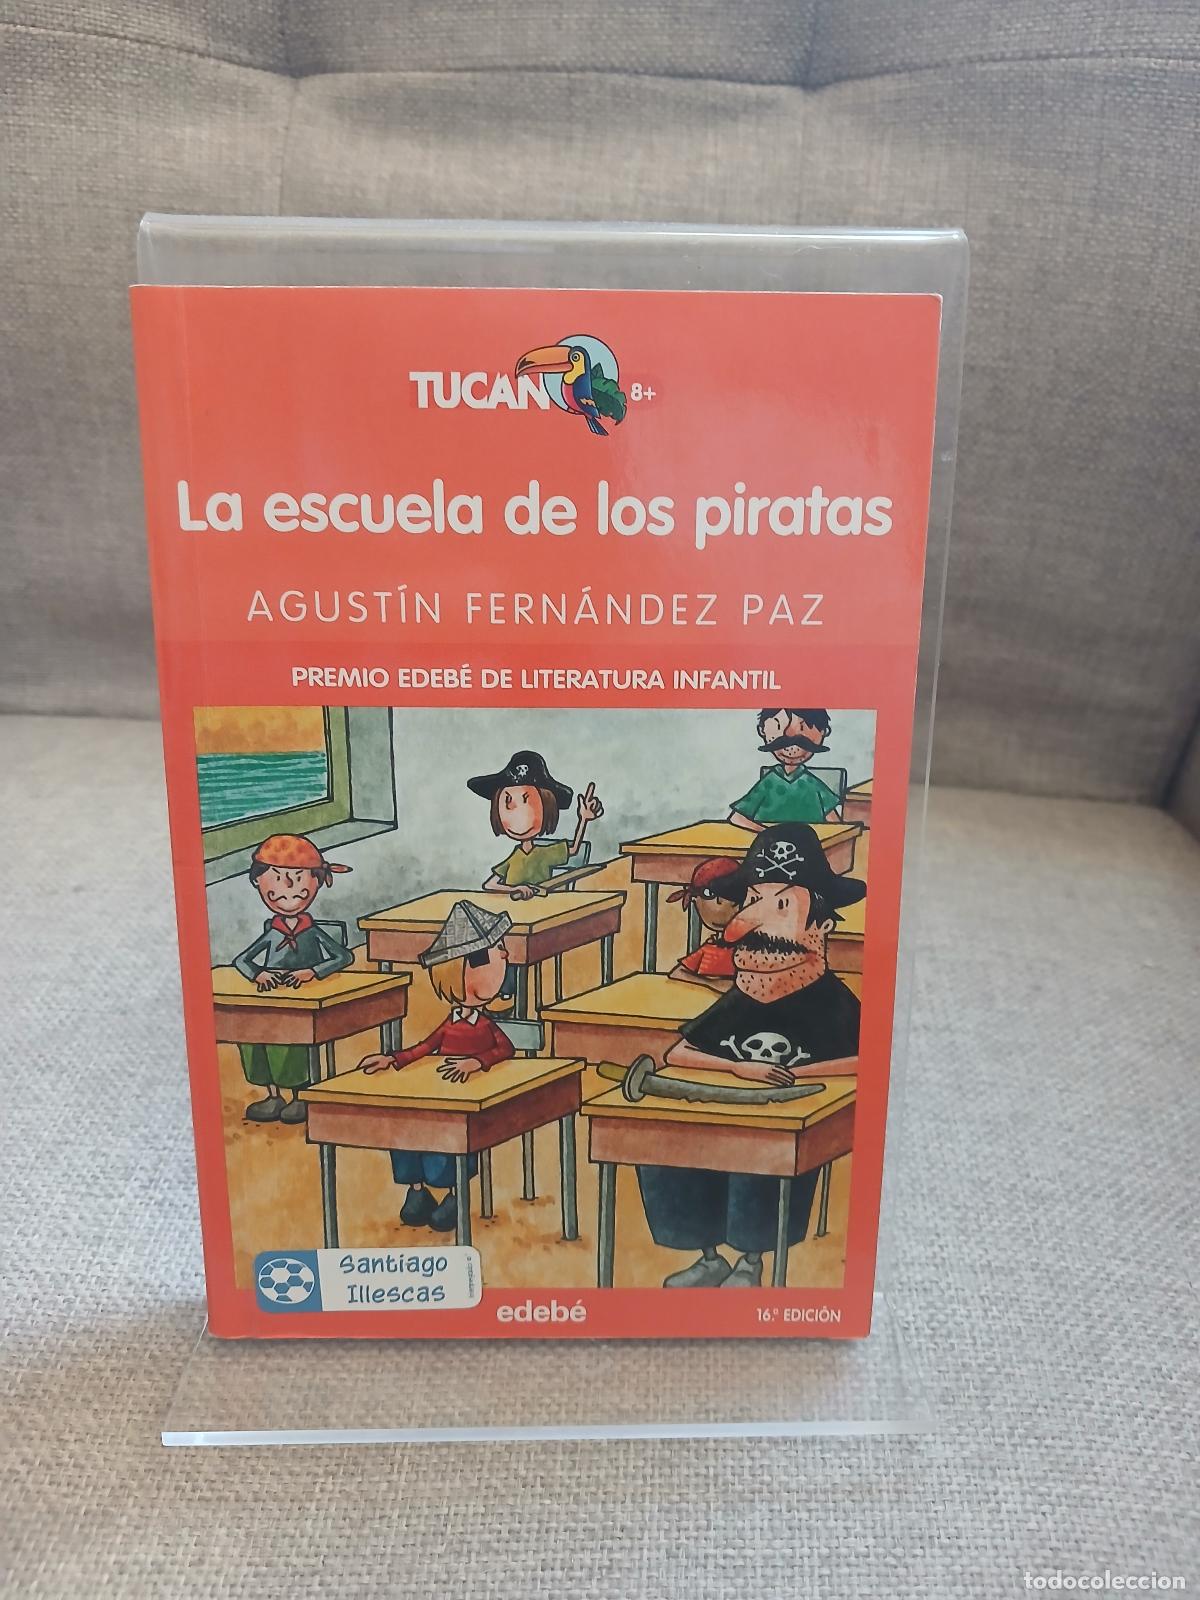 TUCAN 8+
La escuela de los piratas
AGUSTÍN FERNÁNDEZ PAZ
PREMIO EDEBÉ DE LITERATURA INFANTIL
Santiago
Illescas
edebé
16.ª EDICIÓN
todocoleccion